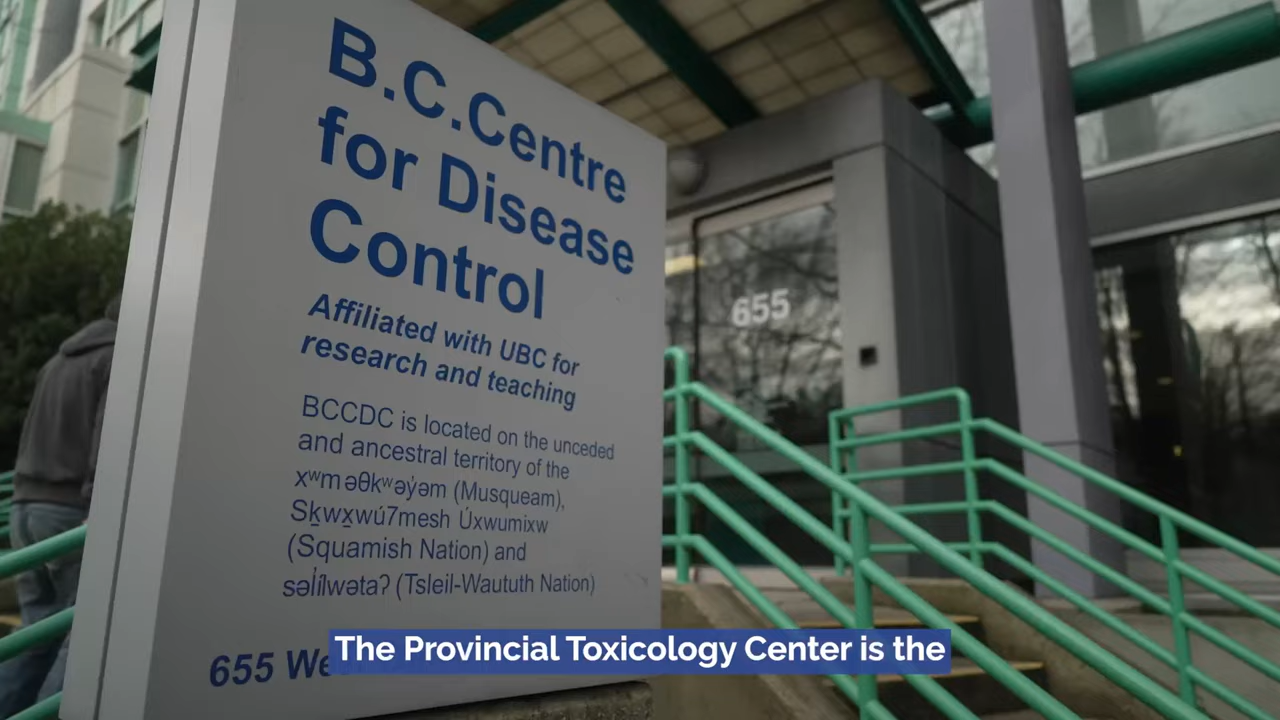 B.C.Centre
for Disease
Control
Affiliated with UBC for
research and teaching
BCCDC is located on the unceded
and ancestral territory of the
xʷməθkʷəy̓əm (Musqueam),
Sḵwx̱wú7mesh Úxwumixw
(Squamish Nation) and
səl̓ílwəta? (Tsleil-Waututh Nation)
655
655
The Provincial Toxicology Center is the